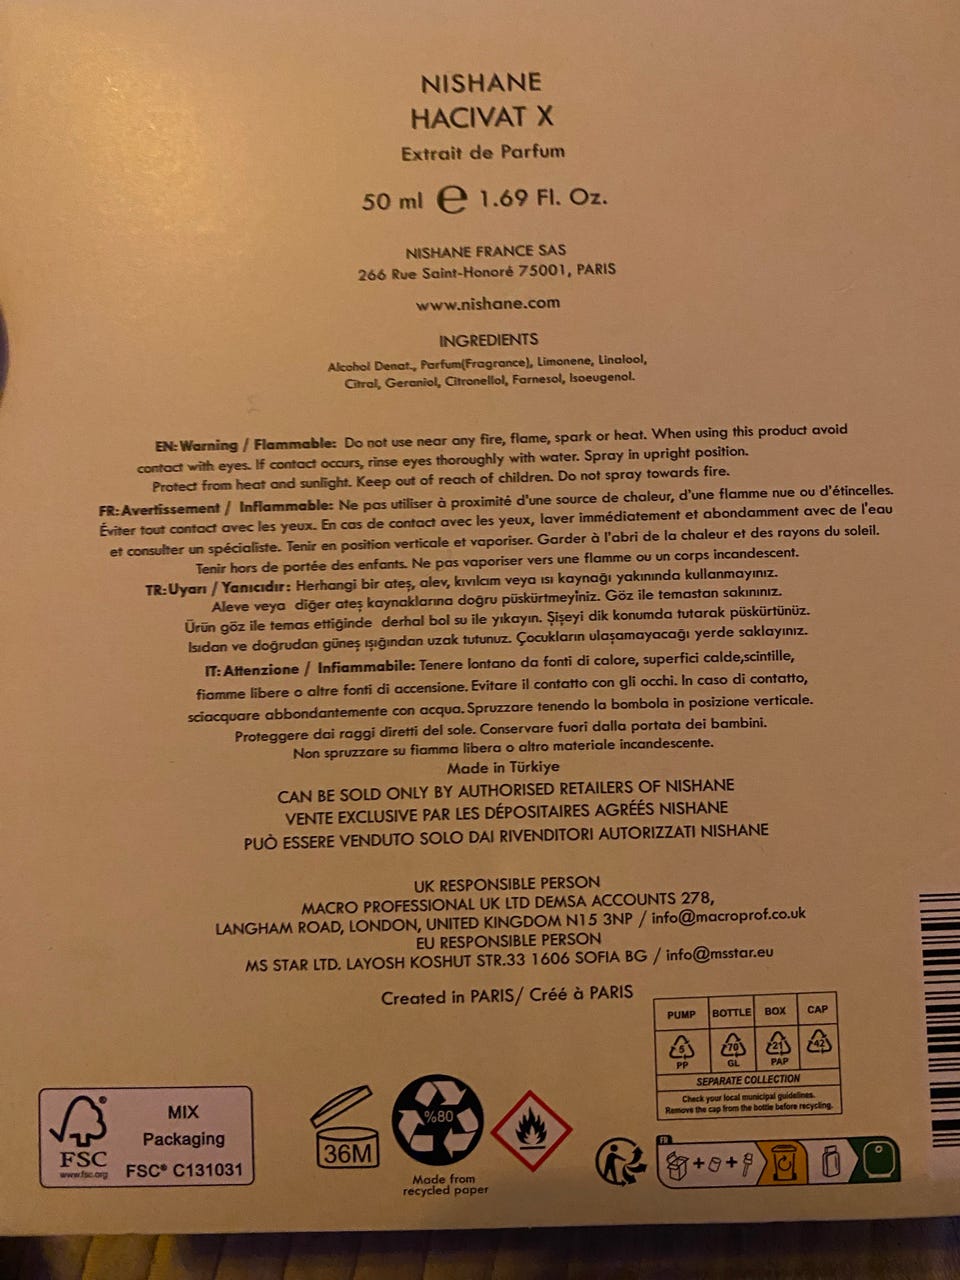 NISHANE
HACIVAT X
Extrait de Parfum
50 ml ℮ 1.69 Fl. Oz.
NISHANE FRANCE SAS
266 Rue Saint-Honoré 75001, PARIS
www.nishane.com
INGREDIENTS
Alcohol Denat., Parfum(Fragrance), Limonene, Linalool,
Citral, Geraniol, Citronellol, Farnesol, Isoeugenol.
EN: Warning / Flammable: Do not use near any fire, flame, spark or heat. When using this product avoid
contact with eyes. If contact occurs, rinse eyes thoroughly with water. Spray in upright position.
Protect from heat and sunlight. Keep out of reach of children. Do not spray towards fire.
FR: Avertissement / Inflammable: Ne pas utiliser à proximité d'une source de chaleur, d'une flamme nue ou d'étincelles.
Éviter tout contact avec les yeux. En cas de contact avec les yeux, laver immédiatement et abondamment avec de l'eau
et consulter un spécialiste. Tenir en position verticale et vaporiser. Garder à l'abri de la chaleur et des rayons du soleil.
Tenir hors de portée des enfants. Ne pas vaporiser vers une flamme ou un corps incandescent.
TR: Uyarı / Yanıcıdır: Herhangi bir ateş, alev, kıvılcım veya ısı kaynağı yakınında kullanmayınız.
Aleve veya diğer ateş kaynaklarına doğru püskürtmeyiniz. Göz ile temastan sakınınız.
Ürün göz ile temas ettiğinde derhal bol su ile yıkayın. Şişeyi dik konumda tutarak püskürtünüz.
Isıdan ve doğrudan güneş ışığından uzak tutunuz. Çocukların ulaşamayacağı yerde saklayınız.
IT: Attenzione / Infiammabile: Tenere lontano da fonti di calore, superfici calde,scintille,
fiamme libere o altre fonti di accensione. Evitare il contatto con gli occhi. In caso di contatto,
sciacquare abbondantemente con acqua. Spruzzare tenendo la bombola in posizione verticale.
Proteggere dai raggi diretti del sole. Conservare fuori dalla portata dei bambini.
Non spruzzare su fiamma libera o altro materiale incandescente.
Made in Türkiye
CAN BE SOLD ONLY BY AUTHORISED RETAILERS OF NISHANE
VENTE EXCLUSIVE PAR LES DÉPOSITAIRES AGRÉÉS NISHANE
PUÒ ESSERE VENDUTO SOLO DAI RIVENDITORI AUTORIZZATI NISHANE
UK RESPONSIBLE PERSON
MACRO PROFESSIONAL UK LTD DEMSA ACCOUNTS 278,
LANGHAM ROAD, LONDON, UNITED KINGDOM N15 3NP / info@macroprof.co.uk
EU RESPONSIBLE PERSON
MS STAR LTD. LAYOSH KOSHUT STR.33 1606 SOFIA BG / info@msstar.eu
Created in PARIS/ Créé à PARIS
PUMP BOTTLE BOX CAP
5 70 21 42
PP GL PAP
SEPARATE COLLECTION
Check your local municipal guidelines.
Remove the cap from the bottle before recycling.
FSC®
www.fsc.org
MIX
Packaging
FSC® C131031
36M
%80
Made from
recycled paper
FR